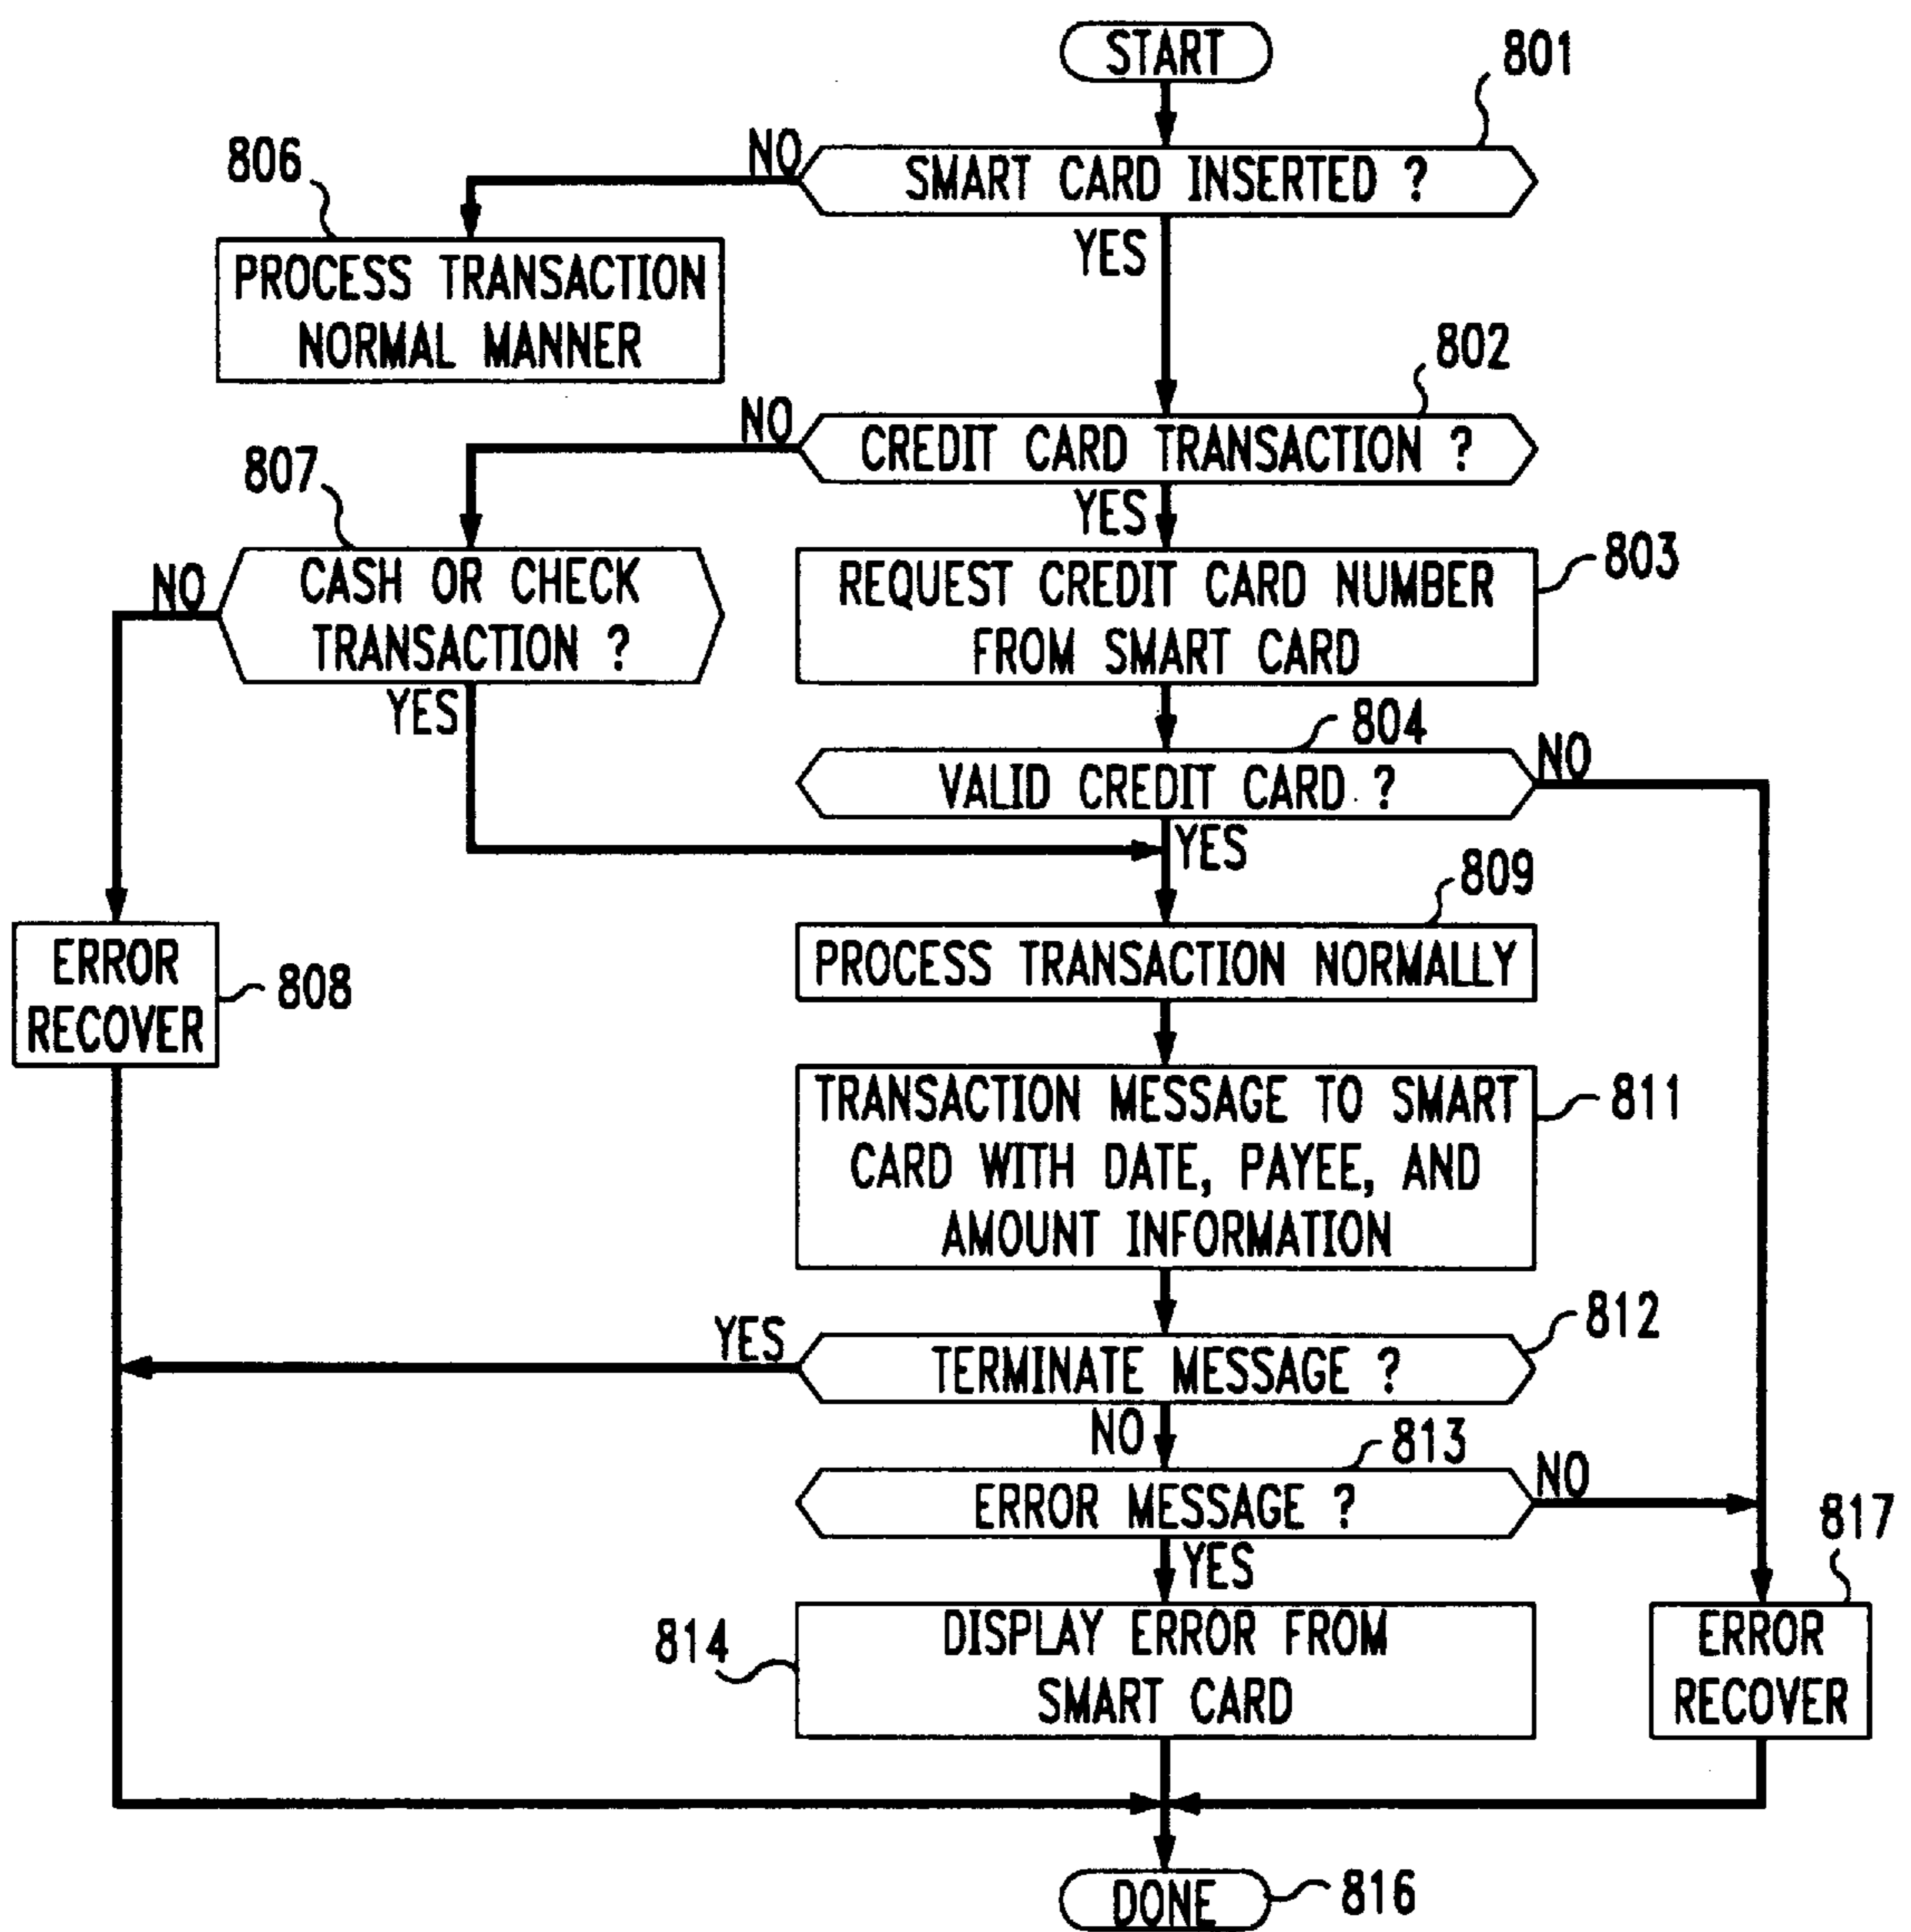 START
801
NO
SMART CARD INSERTED ?
806
YES
PROCESS TRANSACTION
NORMAL MANNER
802
NO
CREDIT CARD TRANSACTION ?
807
YES
CASH OR CHECK
TRANSACTION ?
NO
REQUEST CREDIT CARD NUMBER
FROM SMART CARD
803
YES
804
NO
VALID CREDIT CARD ?
YES
809
PROCESS TRANSACTION NORMALLY
ERROR
RECOVER
808
TRANSACTION MESSAGE TO SMART
CARD WITH DATE, PAYEE, AND
AMOUNT INFORMATION
811
812
YES
TERMINATE MESSAGE ?
NO
813
NO
ERROR MESSAGE ?
817
YES
814
DISPLAY ERROR FROM
SMART CARD
ERROR
RECOVER
DONE
816